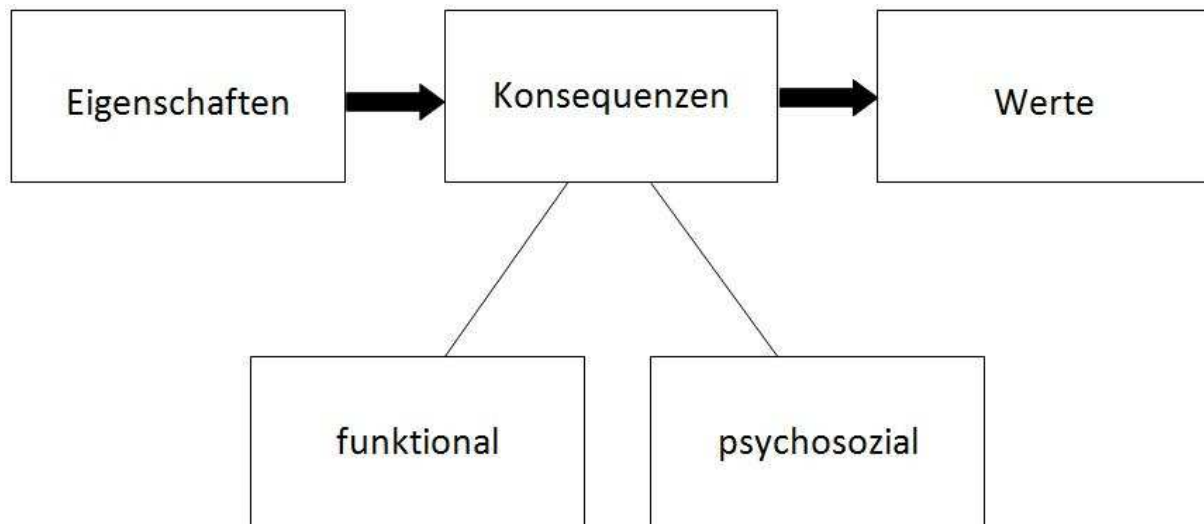 Eigenschaften
Konsequenzen
Werte
funktional
psychosozial